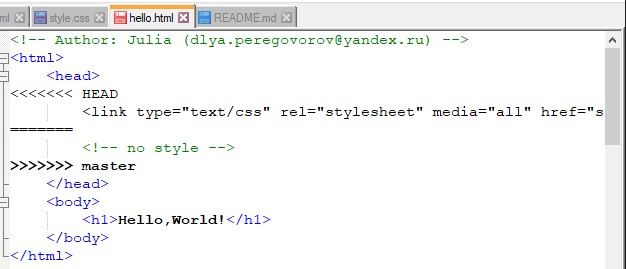 ml style.css hello.html README.md
<!-- Author: Julia (dlya.peregovorov@yandex.ru) -->
<html>
<head>
<<<<<<< HEAD
<link type="text/css" rel="stylesheet" media="all" href="s
=======
<!-- no style -->
>>>>>>> master
</head>
<body>
<h1>Hello,World!</h1>
</body>
</html>